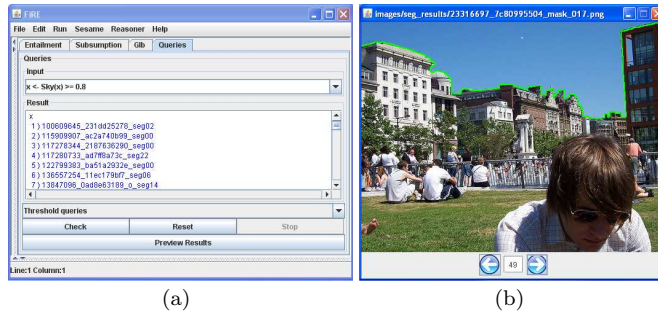 FiRE
File Edit Run Sesame Reasoner Help
Entailment Subsumption Glb Queries
Queries
Input
x <- Sky(x) >= 0.8
Result
x
1 ) 100609645_231dd25278_seg02
2 ) 115909907_ac2a740b99_seg00
3 ) 117278344_2187636290_seg00
4 ) 117280733_ad7ff8a73c_seg22
5 ) 122799383_ba51a2932e_seg00
6 ) 136557254_11ec179bf7_seg06
7 ) 13847096_0ad8e63189_o_seg14
Threshold queries
Check Reset Stop
Preview Results
Line:1 Column:1
(a)
images/seg_results/23316697_7c80995504_mask_017.png
49
(b)